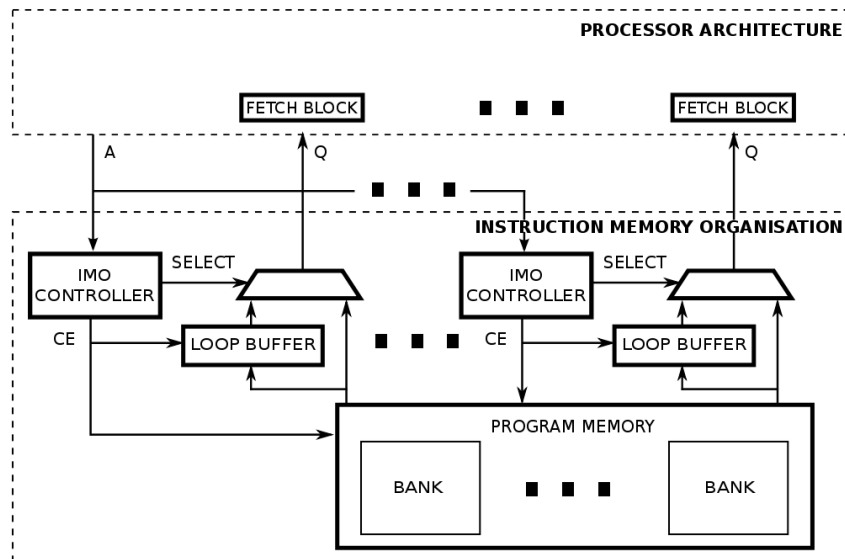 PROCESSOR ARCHITECTURE
FETCH BLOCK
FETCH BLOCK
A
Q
Q
INSTRUCTION MEMORY ORGANISATION
IMO
CONTROLLER
SELECT
IMO
CONTROLLER
SELECT
CE
LOOP BUFFER
CE
LOOP BUFFER
PROGRAM MEMORY
BANK
BANK